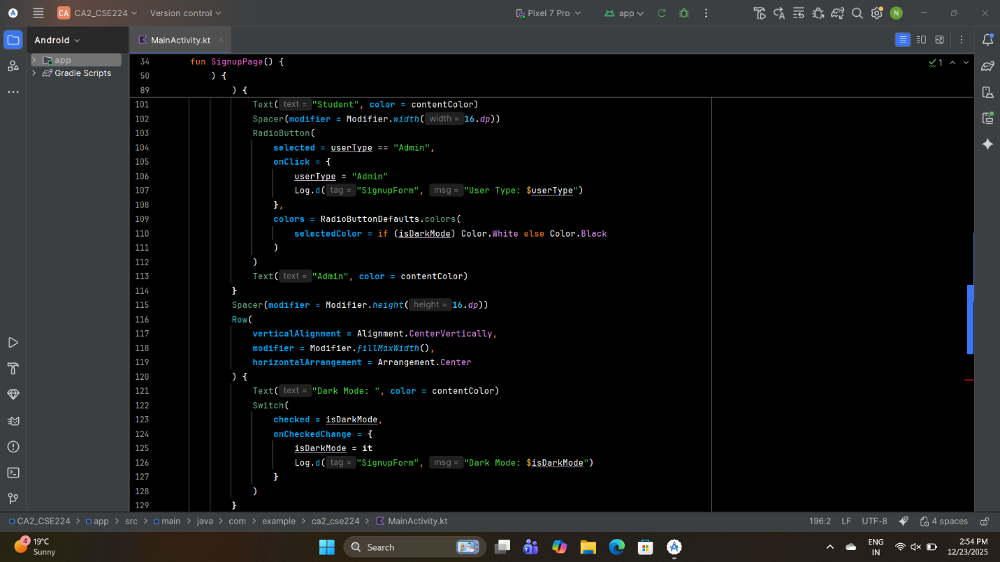 CA CA2_CSE224 Version control Pixel 7 Pro app N
Android MainActivity.kt
app
Gradle Scripts
34 fun SignupPage() {
50 ) {
89 ) {
1
101 Text( text = "Student", color = contentColor)
102 Spacer(modifier = Modifier.width( width = 16.dp))
103 RadioButton(
104 selected = userType == "Admin",
105 onClick = {
106 userType = "Admin"
107 Log.d( tag = "SignupForm", msg = "User Type: $userType")
108 },
109 colors = RadioButtonDefaults.colors(
110 selectedColor = if (isDarkMode) Color.White else Color.Black
111 )
112 )
113 Text( text = "Admin", color = contentColor)
114 }
115 Spacer(modifier = Modifier.height( height = 16.dp))
116 Row(
117 verticalAlignment = Alignment.CenterVertically,
118 modifier = Modifier.fillMaxWidth(),
119 horizontalArrangement = Arrangement.Center
120 ) {
121 Text( text = "Dark Mode: ", color = contentColor)
122 Switch(
123 checked = isDarkMode,
124 onCheckedChange = {
125 isDarkMode = it
126 Log.d( tag = "SignupForm", msg = "Dark Mode: $isDarkMode")
127 }
128 )
129 }
CA2_CSE224 > app > src > main > java > com > example > ca2_cse224 > MainActivity.kt 196:2 LF UTF-8 4 spaces
4 19°C
Sunny
Search
ENG
IN
2:54 PM
12/23/2025